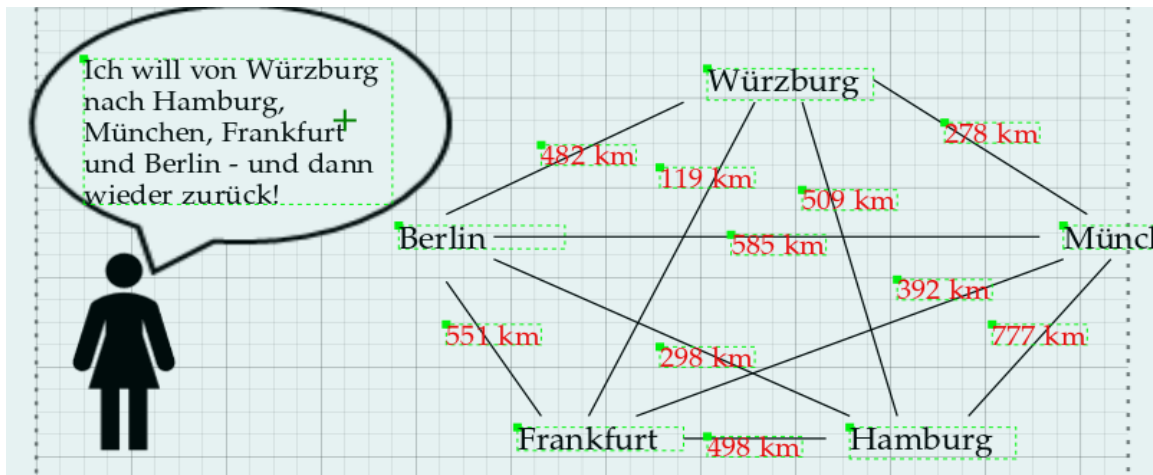 Ich will von Würzburg
nach Hamburg,
München, Frankfurt
und Berlin - und dann
wieder zurück!
Würzburg
482 km
119 km
509 km
278 km
Berlin
585 km
Münch
392 km
551 km
298 km
777 km
Frankfurt
498 km
Hamburg